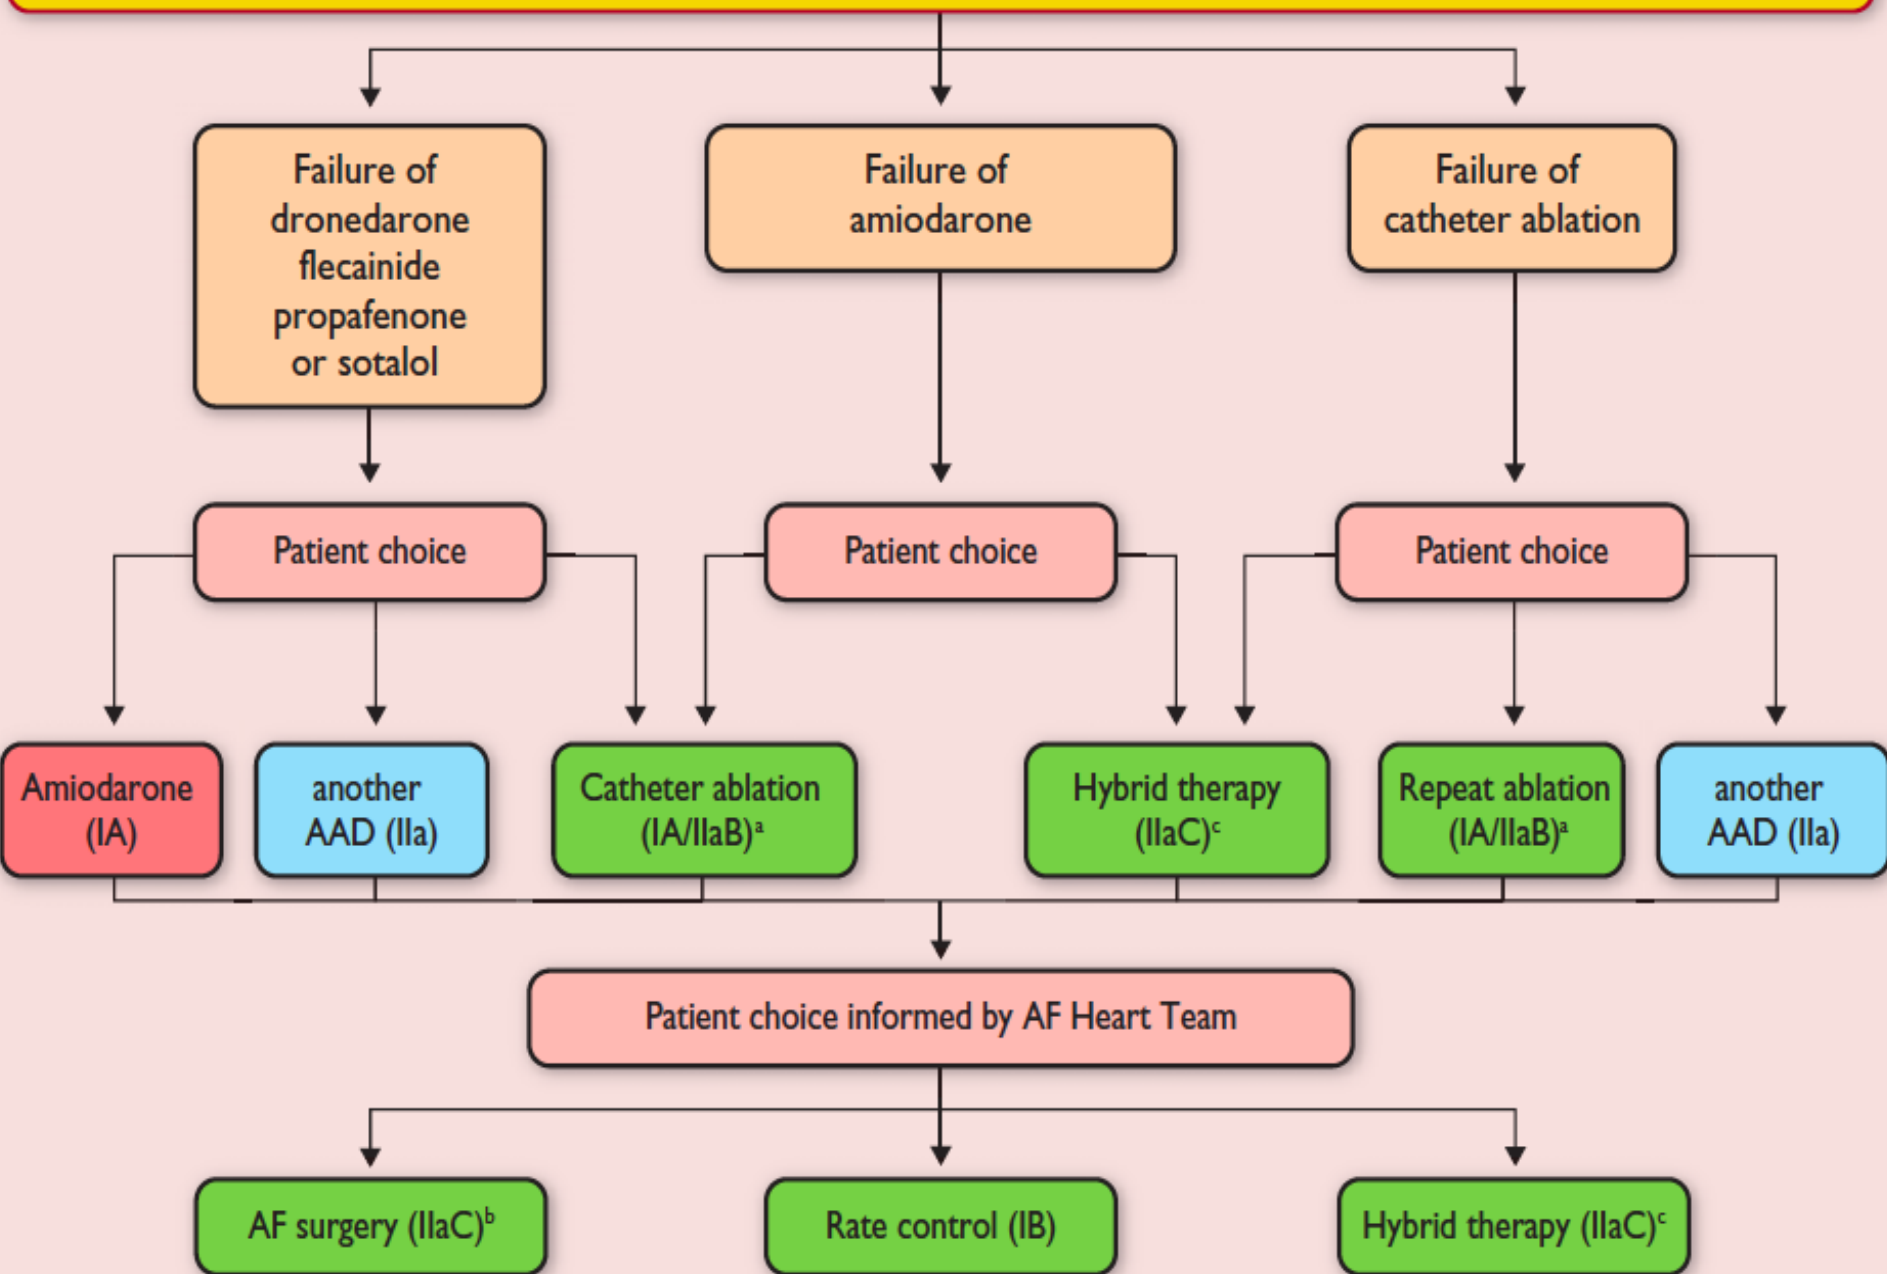 Failure of
dronedarone
flecainide
propafenone
or sotalol
Failure of
amiodarone
Failure of
catheter ablation
Patient choice
Patient choice
Patient choice
Amiodarone
(IA)
another
AAD (IIa)
Catheter ablation
(IA/IIaB)ᵃ
Hybrid therapy
(IIaC)ᶜ
Repeat ablation
(IA/IIaB)ᵃ
another
AAD (IIa)
Patient choice informed by AF Heart Team
AF surgery (IIaC)ᵇ
Rate control (IB)
Hybrid therapy (IIaC)ᶜ